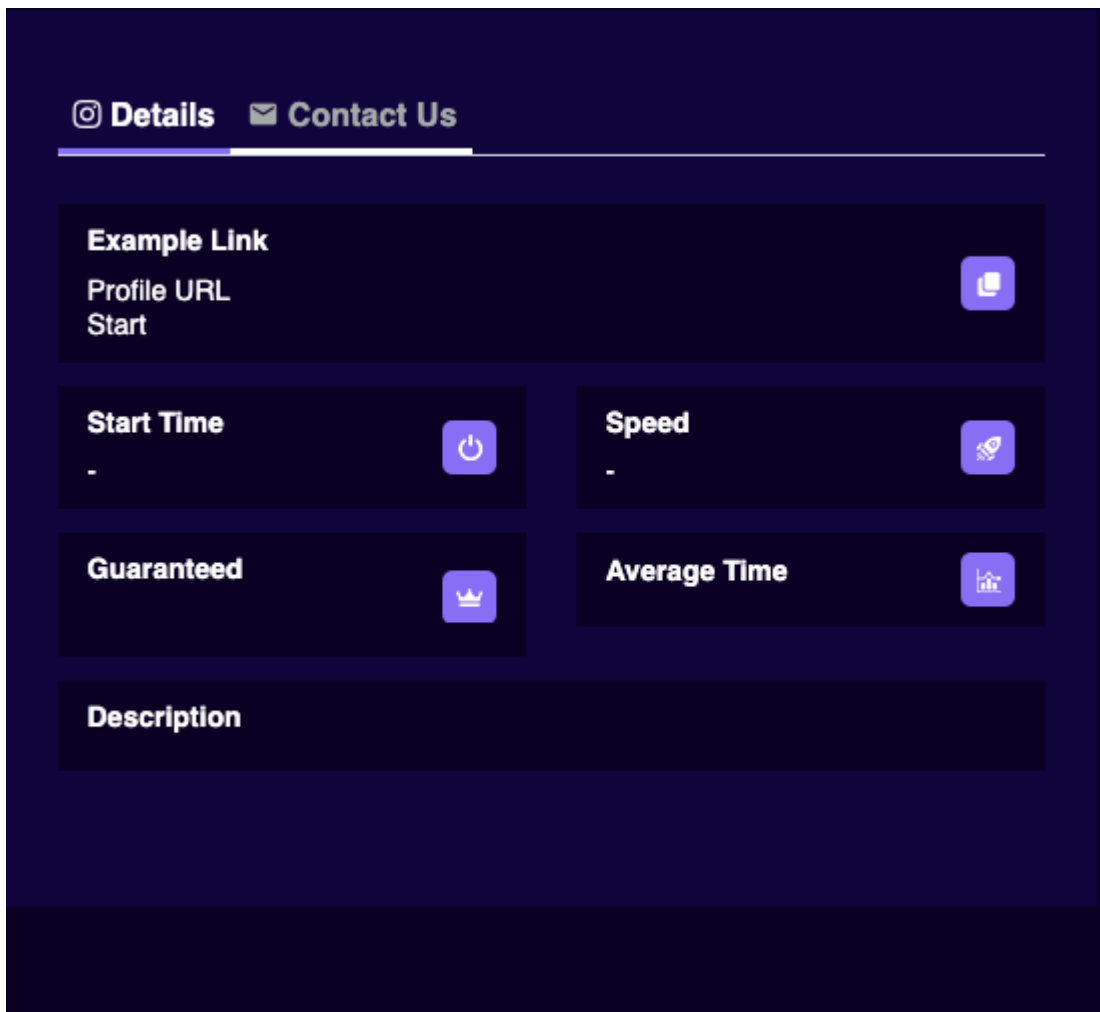 Details Contact Us
Example Link
Profile URL
Start
Start Time
-
Speed
-
Guaranteed
Average Time
Description